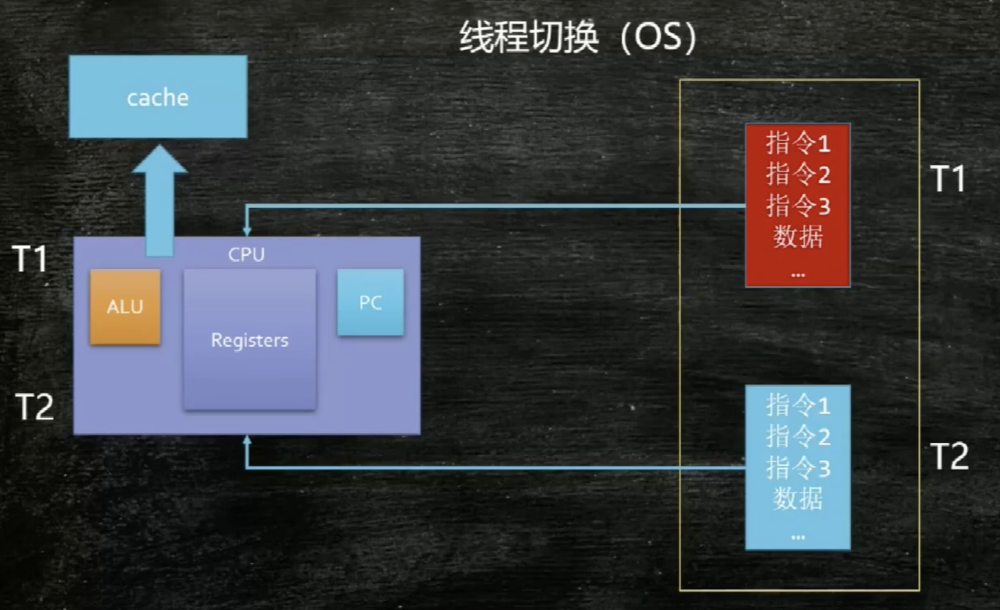 线程切换（OS）
cache
指令1
指令2
指令3
数据
...
T1
T1
CPU
ALU
Registers
PC
T2
指令1
指令2
指令3
数据
...
T2